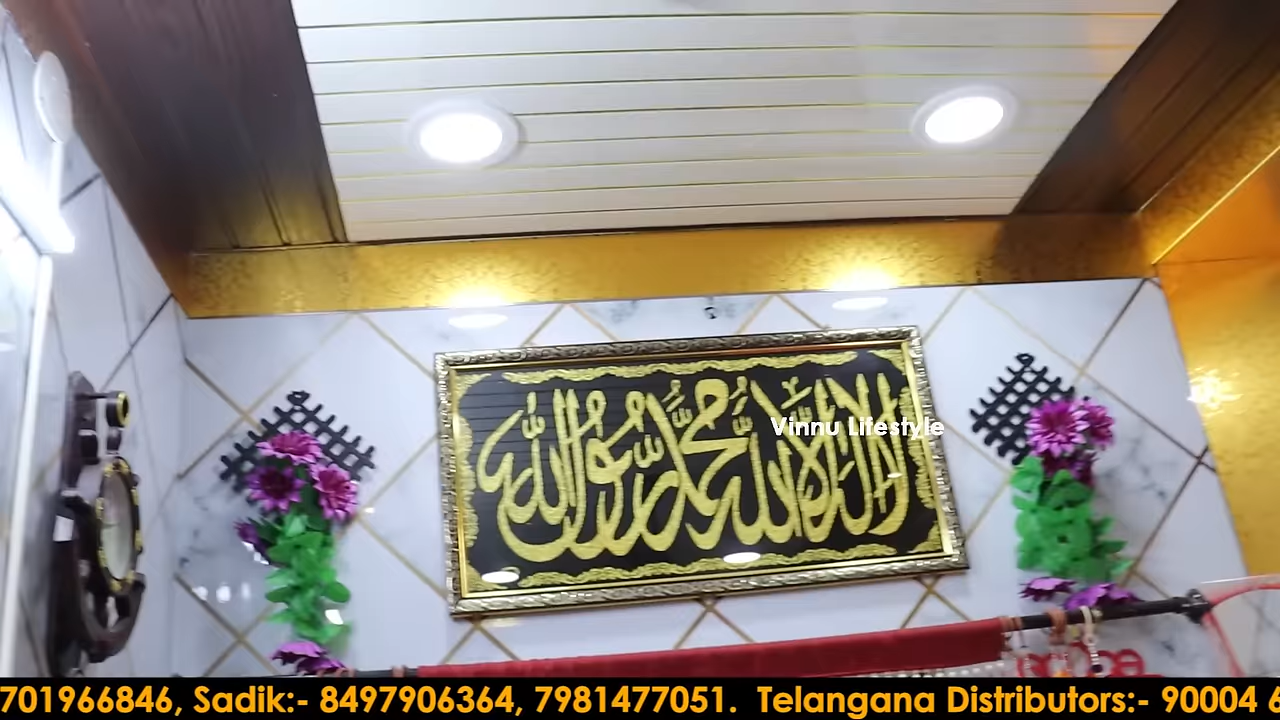 لا إله إلا الله محمد رسول الله
Vinnu Lifestyle
701966846, Sadik:- 8497906364, 7981477051. Telangana Distributors:- 90004 6